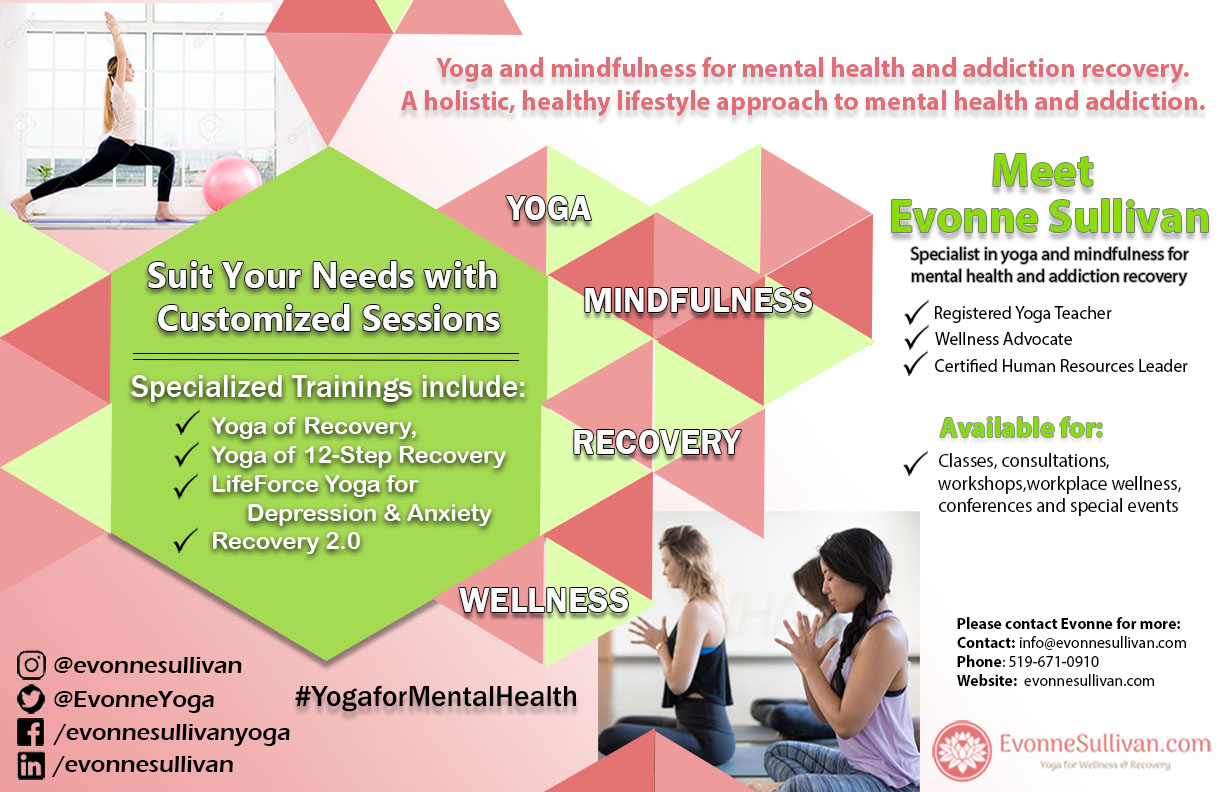 Yoga and mindfulness for mental health and addiction recovery.
A holistic, healthy lifestyle approach to mental health and addiction.
Meet
Evonne Sullivan
Specialist in yoga and mindfulness for
mental health and addiction recovery
Registered Yoga Teacher
Wellness Advocate
Certified Human Resources Leader
Available for:
Classes, consultations,
workshops,workplace wellness,
conferences and special events
YOGA
MINDFULNESS
RECOVERY
WELLNESS
Suit Your Needs with
Customized Sessions
Specialized Trainings include:
Yoga of Recovery,
Yoga of 12-Step Recovery
LifeForce Yoga for
Depression & Anxiety
Recovery 2.0
@evonnesullivan
@EvonneYoga
/evonnesullivanyoga
/evonnesullivan
#YogaforMentalHealth
Please contact Evonne for more:
Contact: info@evonnesullivan.com
Phone: 519-671-0910
Website: evonnesullivan.com
EvonneSullivan.com
Yoga for Wellness & Recovery